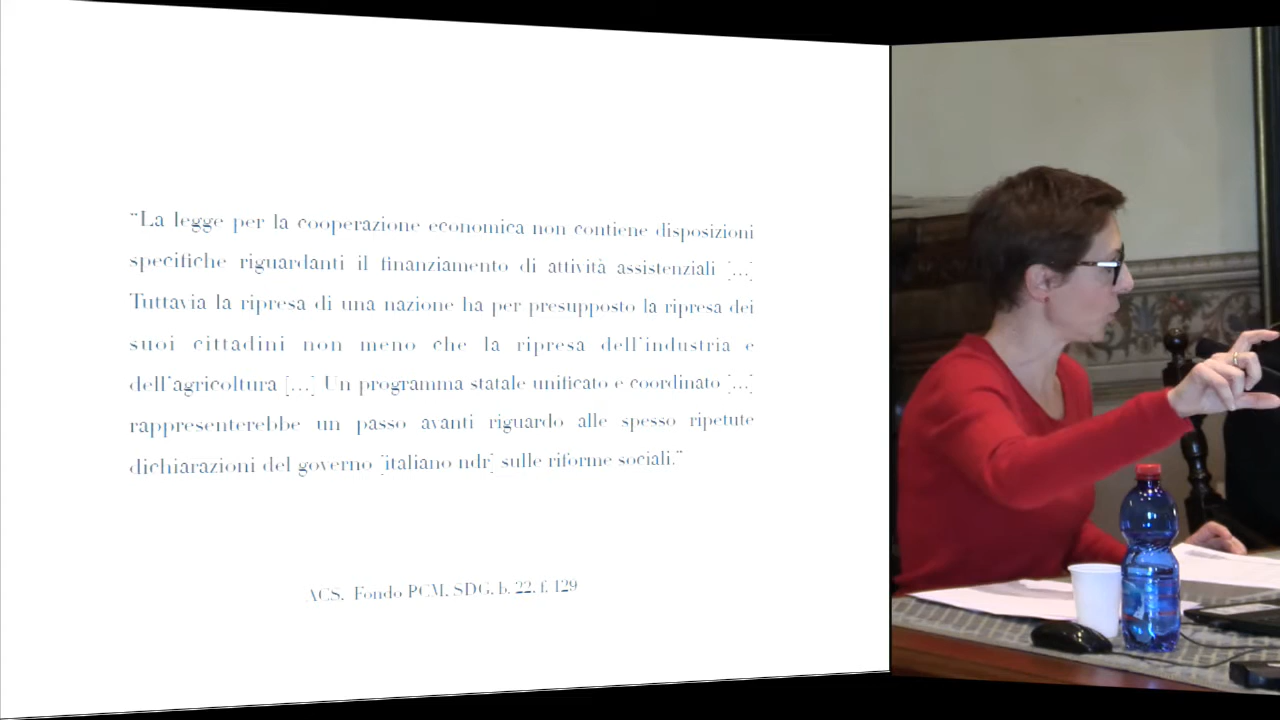 “La legge per la cooperazione economica non contiene disposizioni
specifiche riguardanti il finanziamento di attività assistenziali [...]
Tuttavia la ripresa di una nazione ha per presupposto la ripresa dei
suoi cittadini non meno che la ripresa dell'industria e
dell'agricoltura [...] Un programma statale unificato e coordinato [...]
rappresenterebbe un passo avanti riguardo alle spesso ripetute
dichiarazioni del governo [italiano ndr] sulle riforme sociali.”
ACS, Fondo PCM, SDG, b. 22, f. 129